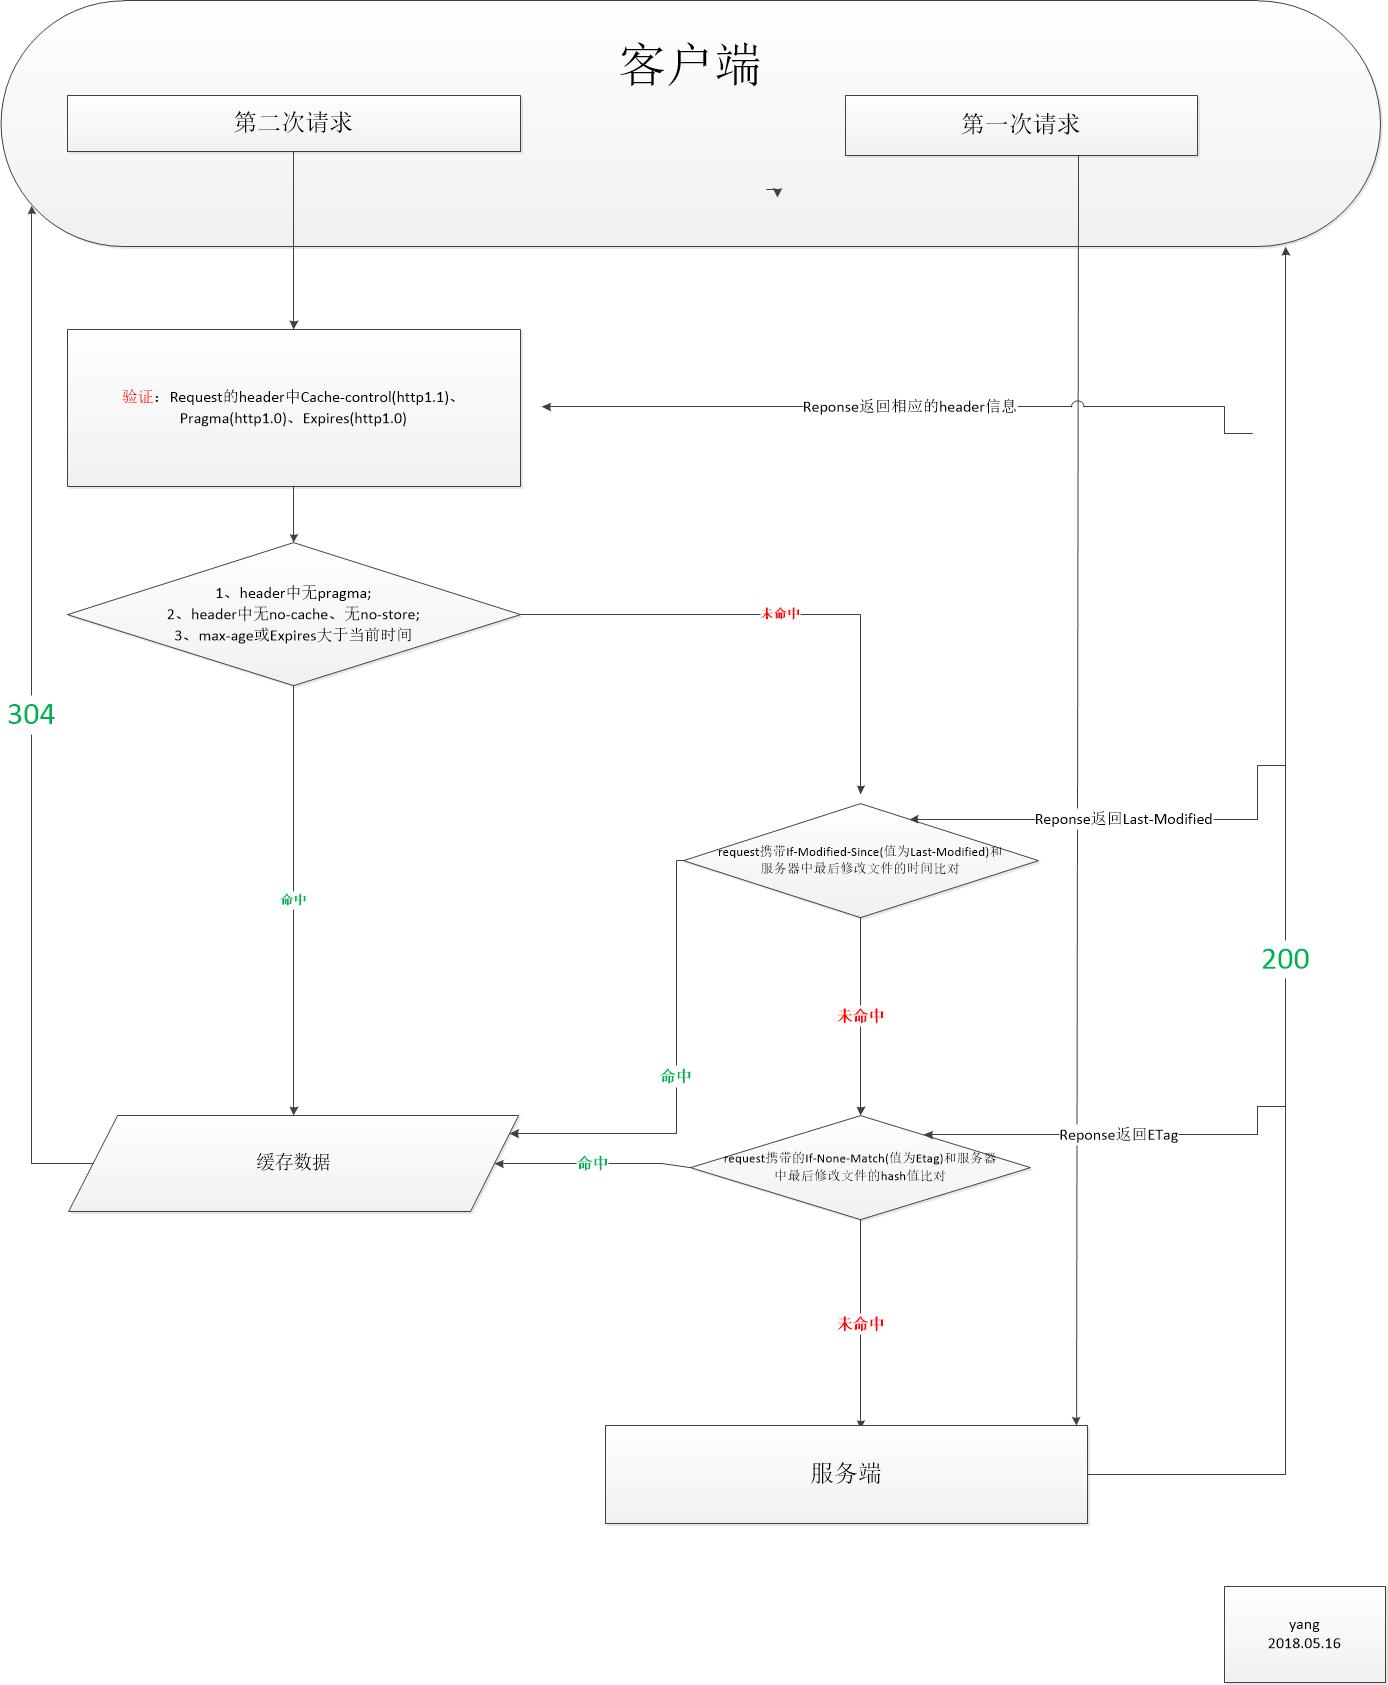 客户端
第二次请求
第一次请求
验证：Request的header中Cache-control(http1.1)、
Pragma(http1.0)、Expires(http1.0)
Reponse返回相应的header信息
1、header中无pragma;
2、header中无no-cache、无no-store;
3、max-age或Expires大于当前时间
未命中
304
Reponse返回Last-Modified
request携带If-Modified-Since(值为Last-Modified)和
服务器中最后修改文件的时间比对
命中
200
未命中
命中
Reponse返回ETag
缓存数据
命中
request携带的If-None-Match(值为Etag)和服务器
中最后修改文件的hash值比对
未命中
服务端
yang
2018.05.16